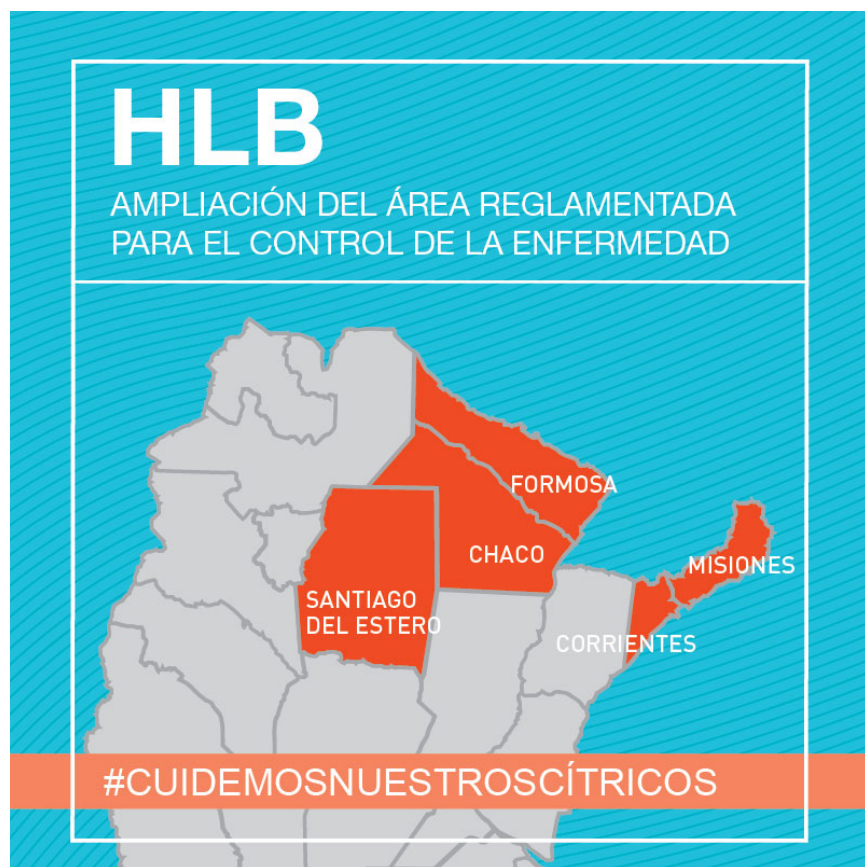 HLB
AMPLIACIÓN DEL ÁREA REGLAMENTADA
PARA EL CONTROL DE LA ENFERMEDAD
FORMOSA
CHACO
MISIONES
SANTIAGO
DEL ESTERO
CORRIENTES
#CUIDEMOSNUESTROSCÍTRICOS